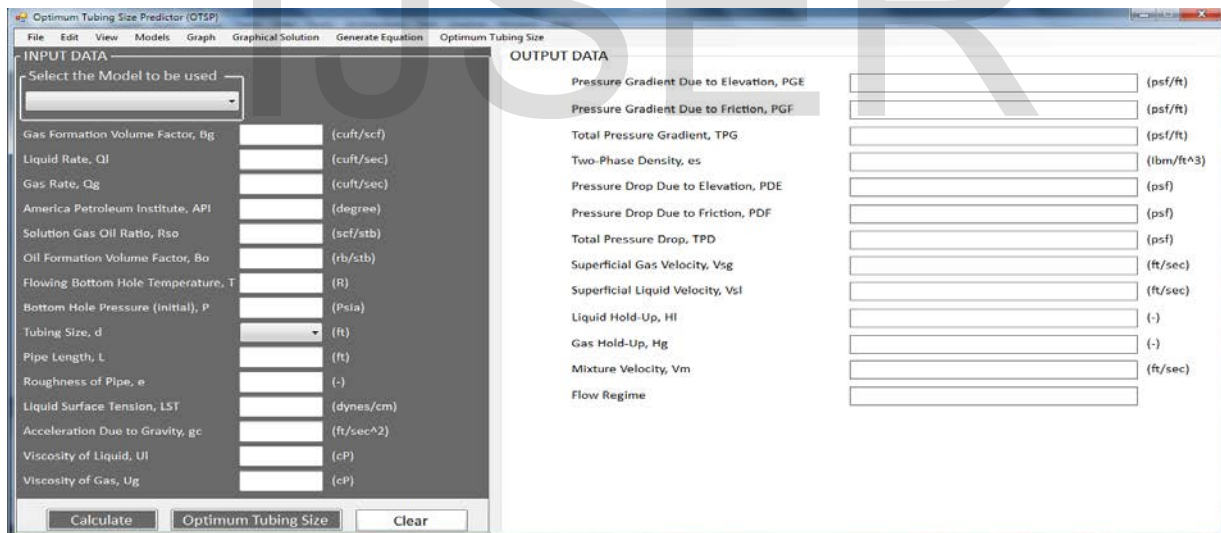 IJSER
Optimum Tubing Size Predictor (OTSP)
File Edit View Models Graph Graphical Solution Generate Equation Optimum Tubing Size
INPUT DATA
Select the Model to be used
Gas Formation Volume Factor, Bg (cuft/scf)
Liquid Rate, Ql (cuft/sec)
Gas Rate, Qg (cuft/sec)
America Petroleum Institute, API (degree)
Solution Gas Oil Ratio, Rso (scf/stb)
Oil Formation Volume Factor, Bo (rb/stb)
Flowing Bottom Hole Temperature, T (R)
Bottom Hole Pressure (Initial), P (Psia)
Tubing Size, d (ft)
Pipe Length, L (ft)
Roughness of Pipe, e (-)
Liquid Surface Tension, LST (dynes/cm)
Acceleration Due to Gravity, gc (ft/sec^2)
Viscosity of Liquid, Ul (cP)
Viscosity of Gas, Ug (cP)
Calculate Optimum Tubing Size Clear
OUTPUT DATA
Pressure Gradient Due to Elevation, PGE (psf/ft)
Pressure Gradient Due to Friction, PGF (psf/ft)
Total Pressure Gradient, TPG (psf/ft)
Two-Phase Density, es (lbm/ft^3)
Pressure Drop Due to Elevation, PDE (psf)
Pressure Drop Due to Friction, PDF (psf)
Total Pressure Drop, TPD (psf)
Superficial Gas Velocity, Vsg (ft/sec)
Superficial Liquid Velocity, Vsl (ft/sec)
Liquid Hold-Up, Hl (-)
Gas Hold-Up, Hg (-)
Mixture Velocity, Vm (ft/sec)
Flow Regime